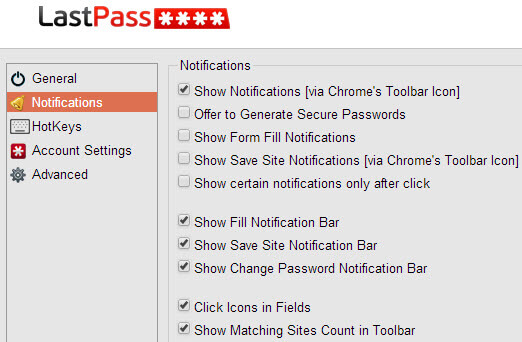 LastPass ****
General
Notifications
HotKeys
Account Settings
Advanced
Notifications
Show Notifications [via Chrome's Toolbar Icon]
Offer to Generate Secure Passwords
Show Form Fill Notifications
Show Save Site Notifications [via Chrome's Toolbar Icon]
Show certain notifications only after click
Show Fill Notification Bar
Show Save Site Notification Bar
Show Change Password Notification Bar
Click Icons in Fields
Show Matching Sites Count in Toolbar